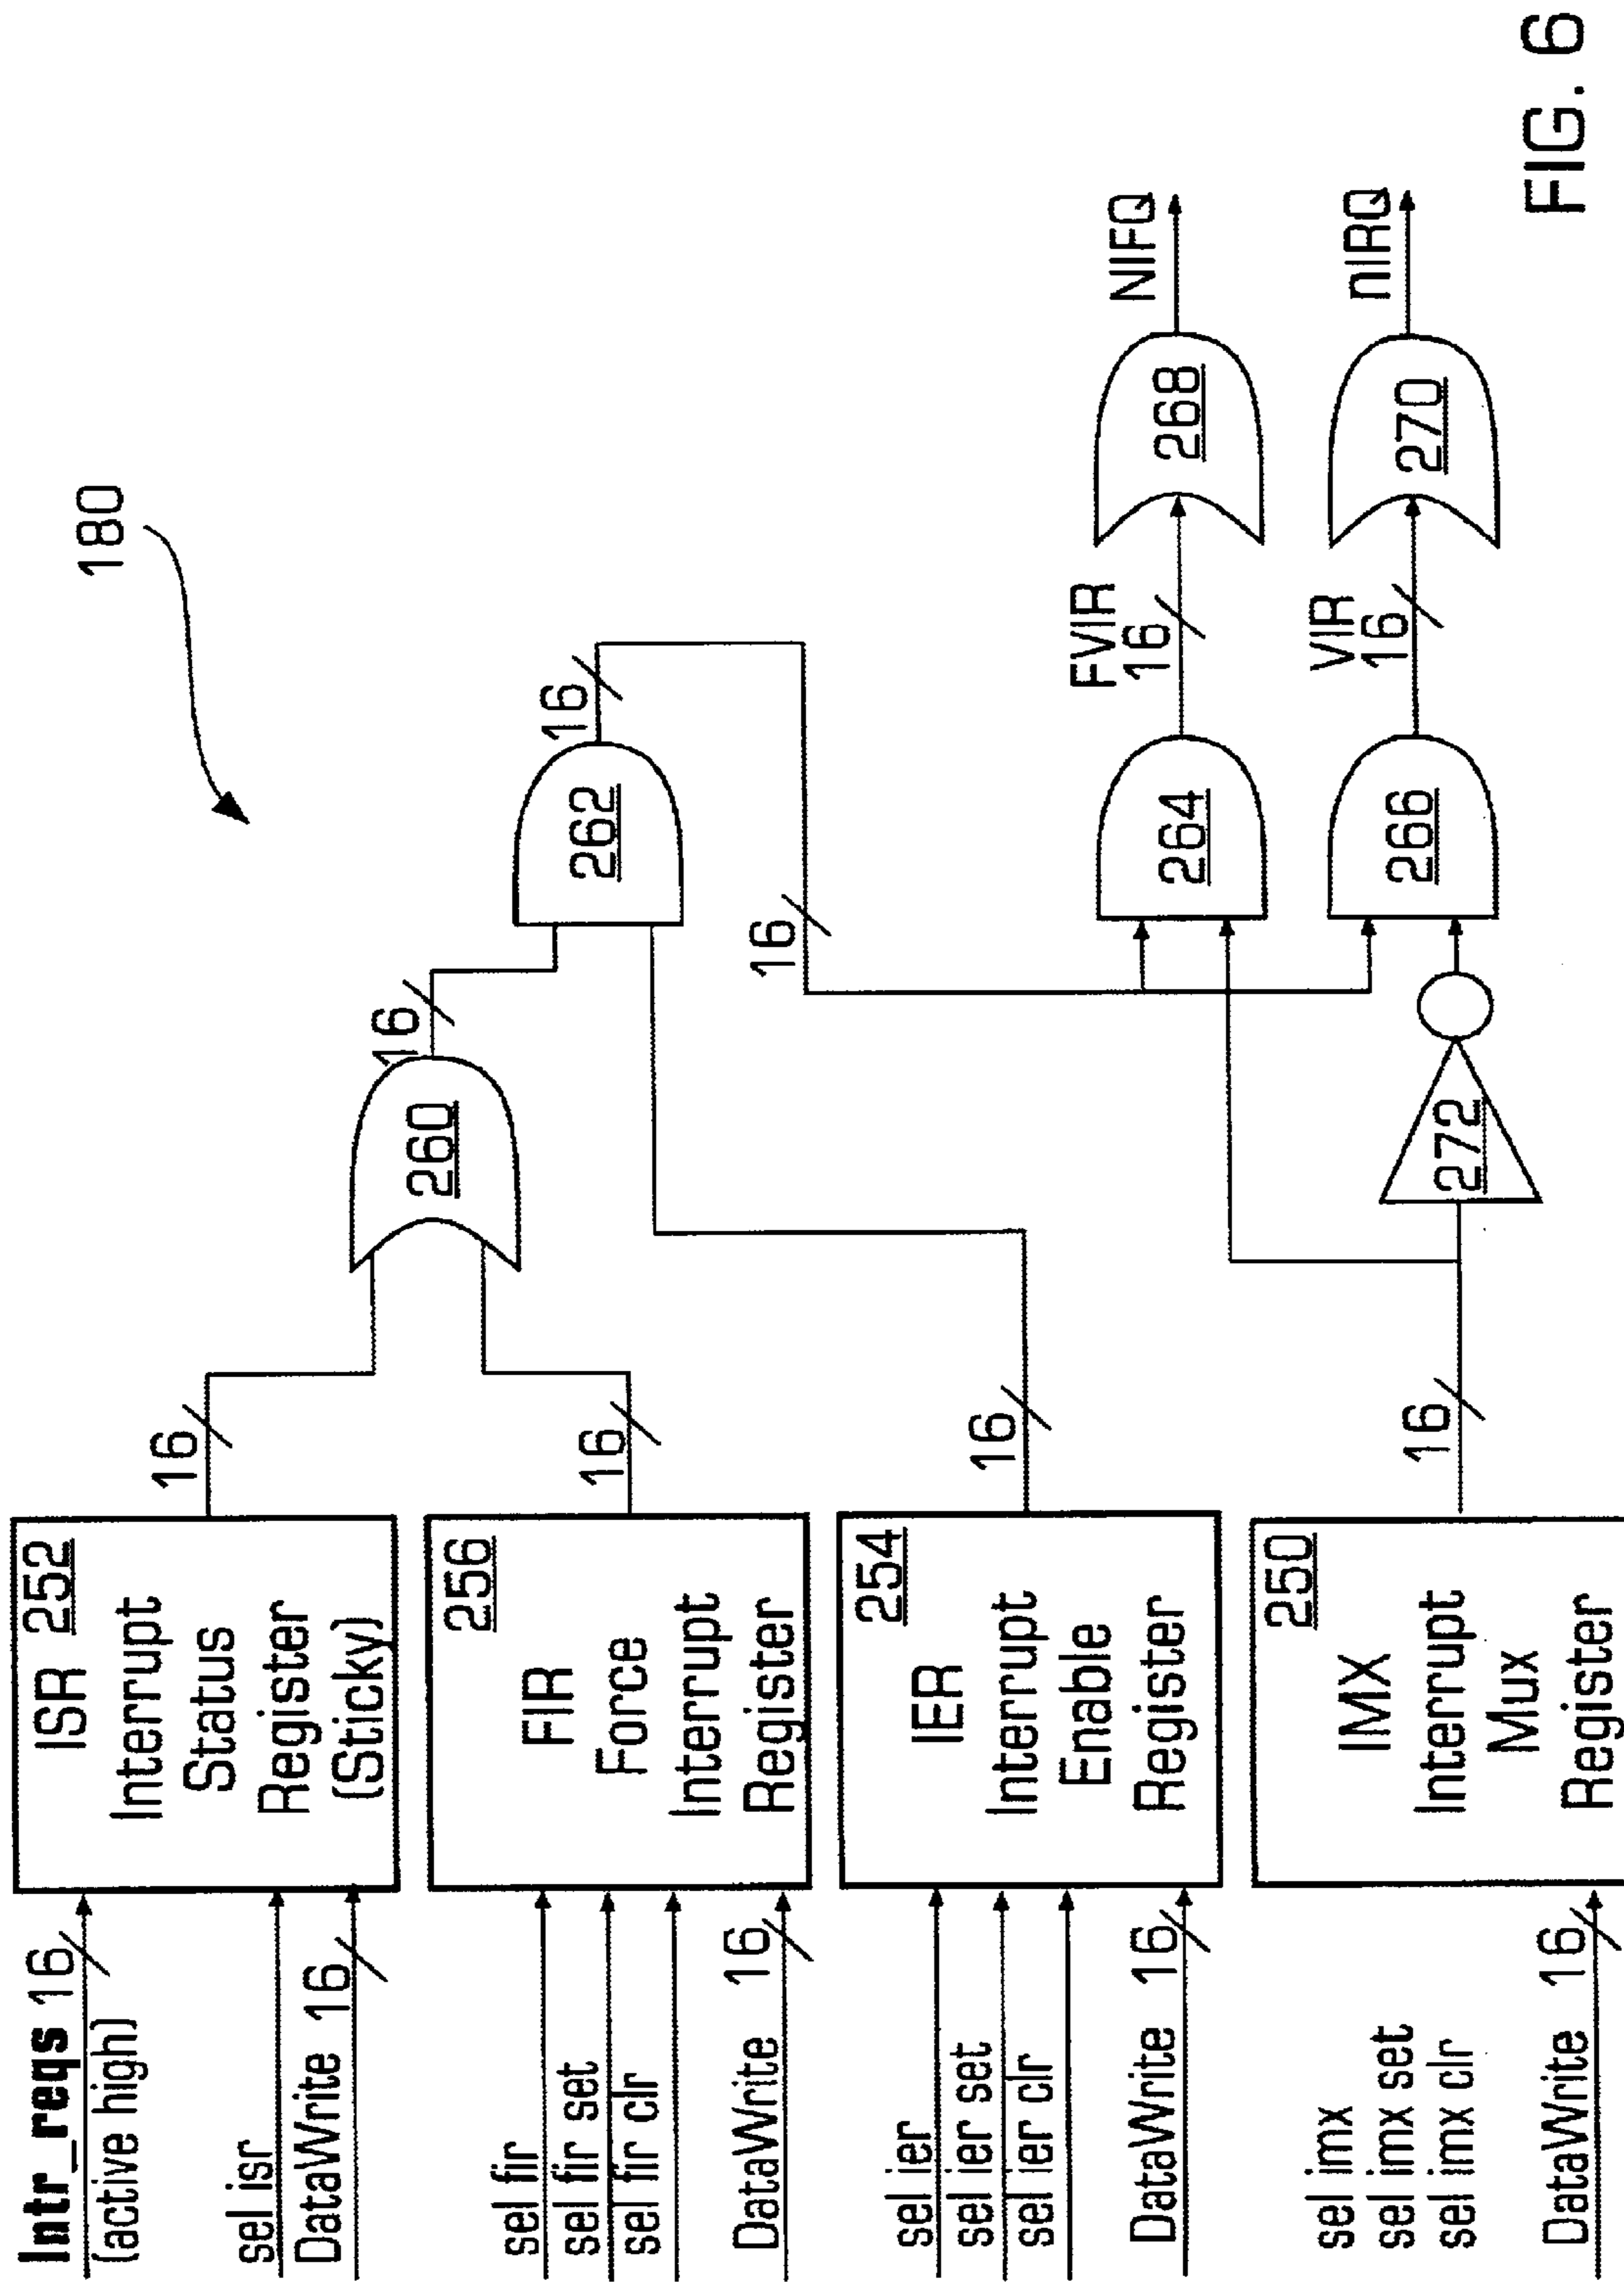 180
Intr_reqs 16
(active high)
sel isr
DataWrite 16
ISR 252
Interrupt
Status
Register
(Sticky)
16
sel fir
sel fir set
sel fir clr
DataWrite 16
256
FIR
Force
Interrupt
Register
16
260
16
262
16
16
sel ier
sel ier set
sel ier clr
DataWrite 16
254
IER
Interrupt
Enable
Register
16
sel imx
sel imx set
sel imx clr
DataWrite 16
250
IMX
Interrupt
Mux
Register
16
272
264
FVIR
16
268
NIFQ
266
VIR
16
270
nIRQ
FIG. 6